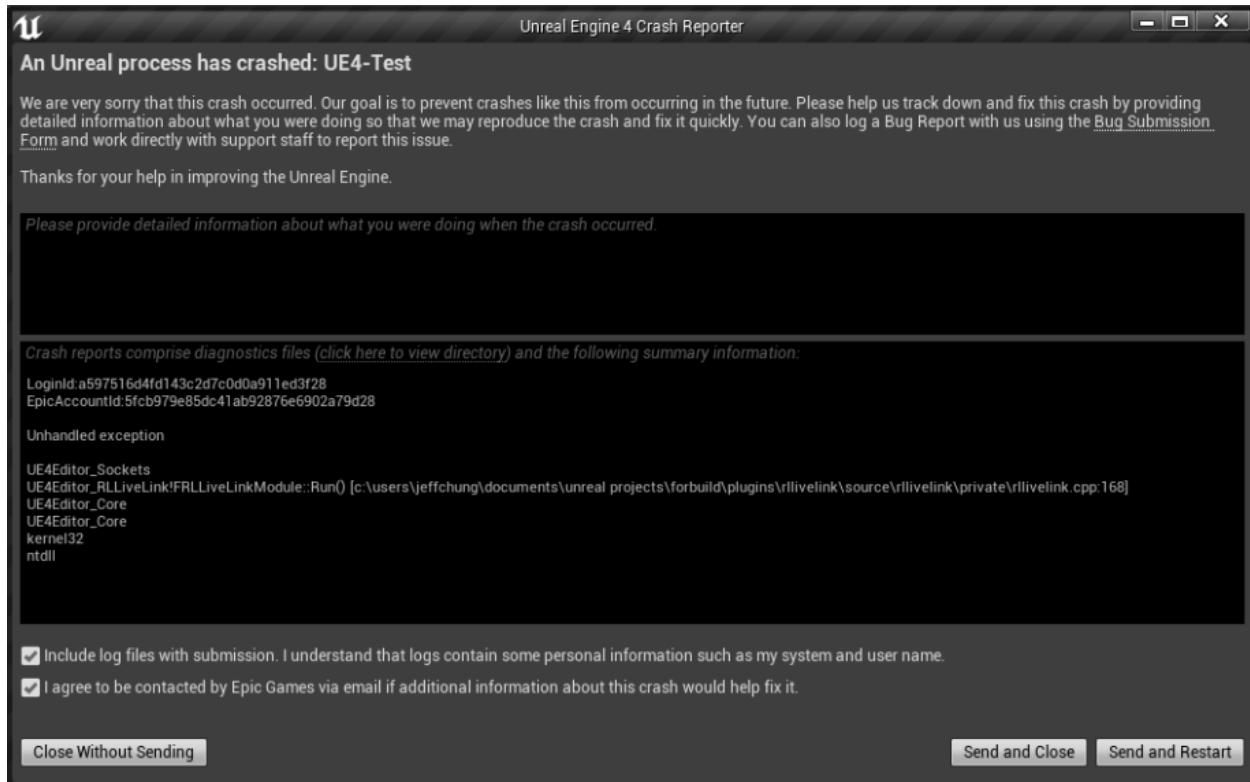 Unreal Engine 4 Crash Reporter
An Unreal process has crashed: UE4-Test
We are very sorry that this crash occurred. Our goal is to prevent crashes like this from occurring in the future. Please help us track down and fix this crash by providing
detailed information about what you were doing so that we may reproduce the crash and fix it quickly. You can also log a Bug Report with us using the Bug Submission
Form and work directly with support staff to report this issue.
Thanks for your help in improving the Unreal Engine.
Please provide detailed information about what you were doing when the crash occurred.
Crash reports comprise diagnostics files (click here to view directory) and the following summary information:
LoginId:a597516d4fd143c2d7c0d0a911ed3f28
EpicAccountId:5fcb979e85dc41ab92876e6902a79d28
Unhandled exception
UE4Editor_Sockets
UE4Editor_RLLiveLink!FRLLiveLinkModule::Run() [c:\users\jeffchung\documents\unreal projects\forbuild\plugins\rllivelink\source\rllivelink\private\rllivelink.cpp:168]
UE4Editor_Core
UE4Editor_Core
kernel32
ntdll
Include log files with submission. I understand that logs contain some personal information such as my system and user name.
I agree to be contacted by Epic Games via email if additional information about this crash would help fix it.
Close Without Sending
Send and Close
Send and Restart